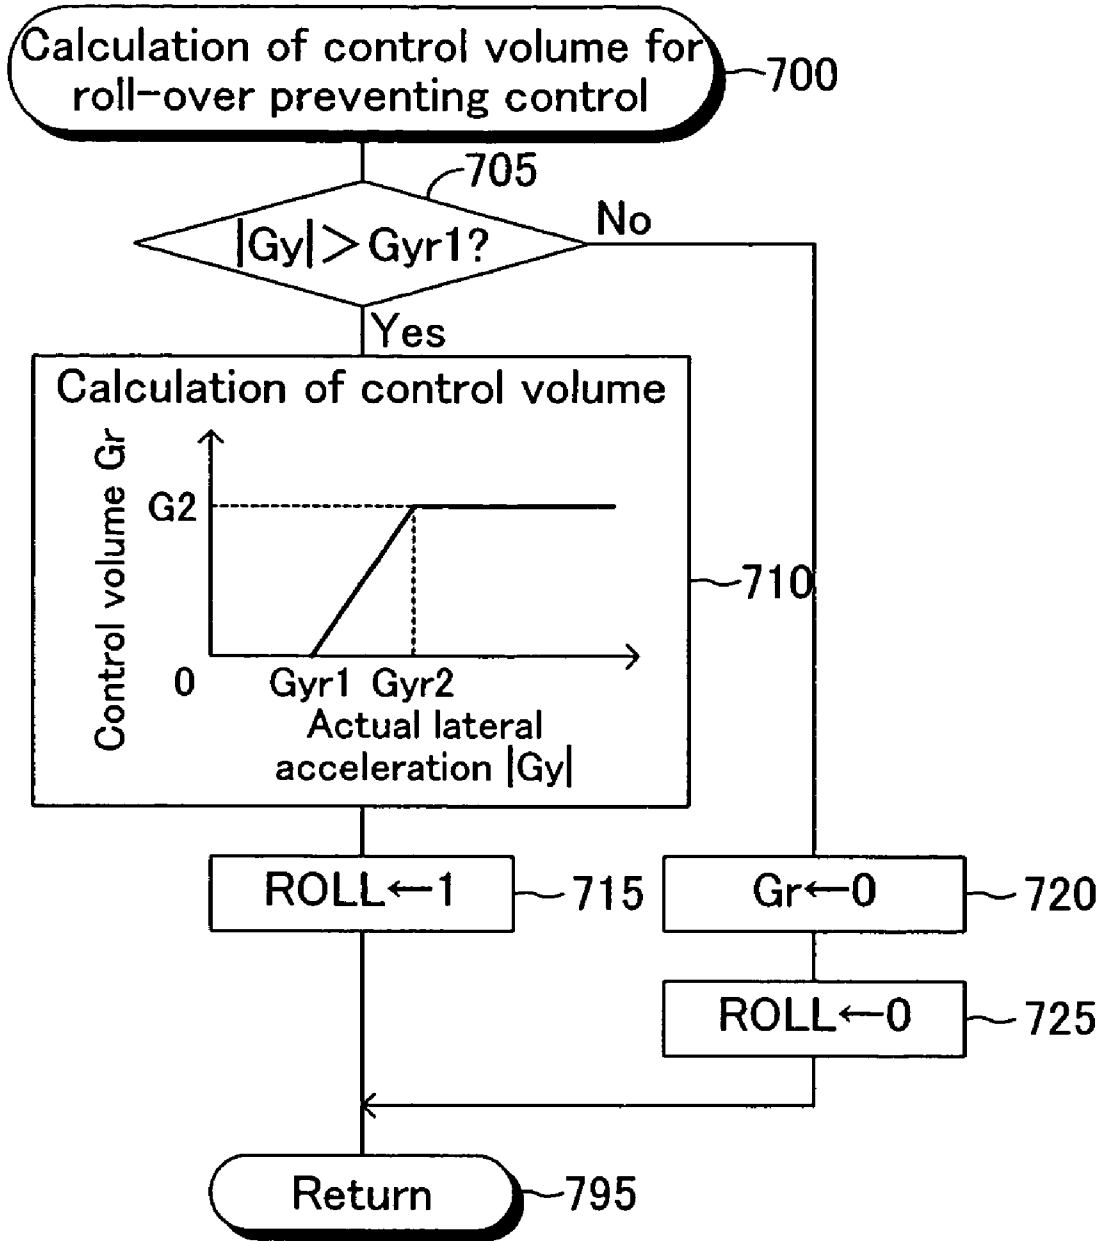 Calculation of control volume for
roll-over preventing control
700
705
|Gy|＞Gyr1?
No
Yes
Calculation of control volume
Control volume Gr
G2
0
Gyr1 Gyr2
Actual lateral
acceleration |Gy|
710
ROLL←1
715
Gr←0
720
ROLL←0
725
Return
795